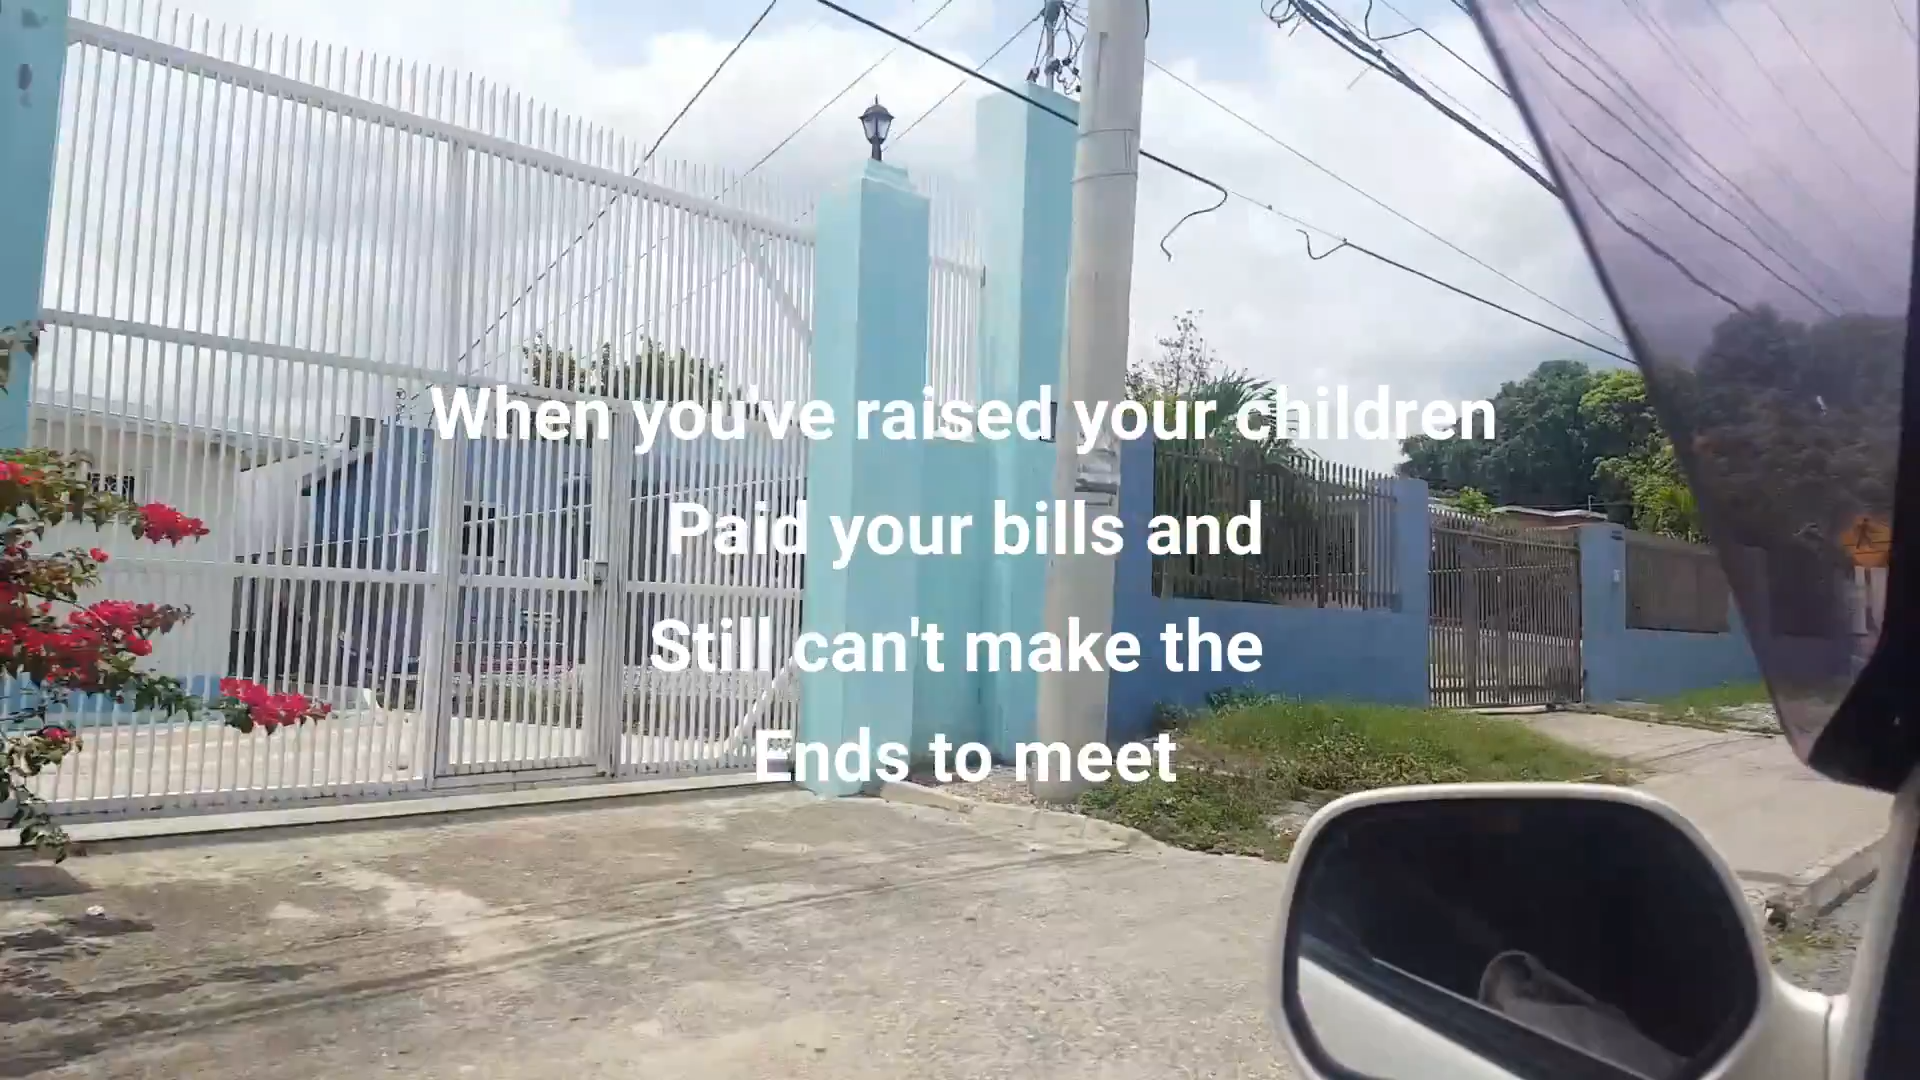 When you've raised your children
Paid your bills and
Still can't make the
Ends to meet